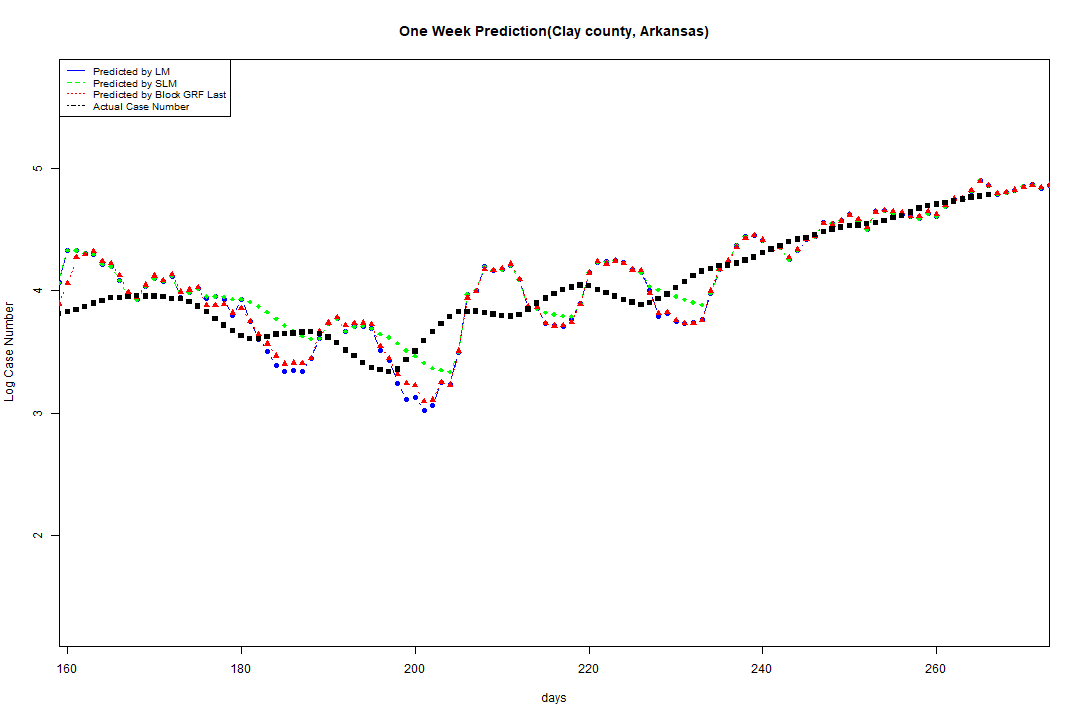 One Week Prediction(Clay county, Arkansas)
Predicted by LM
Predicted by SLM
Predicted by Block GRF Last
Actual Case Number
5
4
3
2
Log Case Number
160 180 200 220 240 260
days